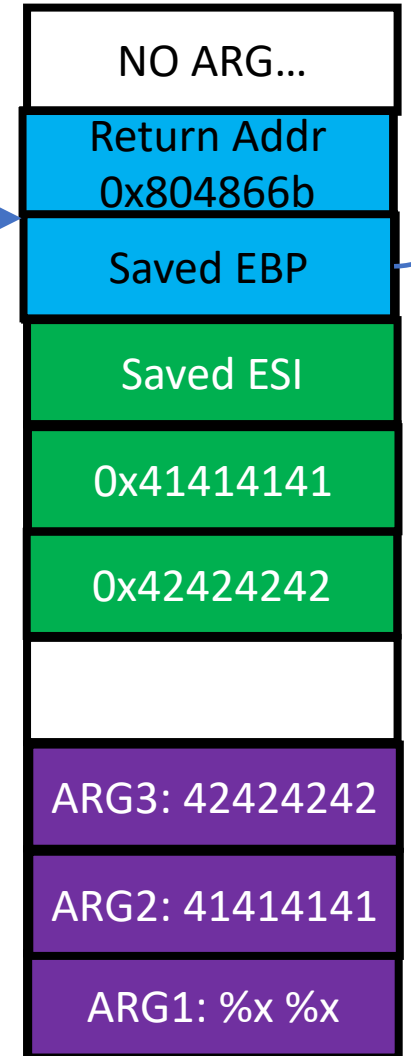 NO ARG...
Return Addr
0x804866b
Saved EBP
Saved ESI
0x41414141
0x42424242
ARG3: 42424242
ARG2: 41414141
ARG1: %x %x